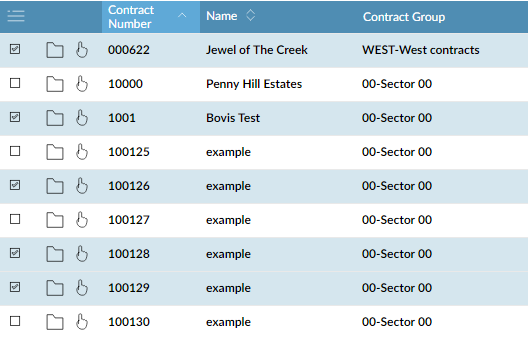 Contract Number Name Contract Group
000622 Jewel of The Creek WEST-West contracts
10000 Penny Hill Estates 00-Sector 00
1001 Bovis Test 00-Sector 00
100125 example 00-Sector 00
100126 example 00-Sector 00
100127 example 00-Sector 00
100128 example 00-Sector 00
100129 example 00-Sector 00
100130 example 00-Sector 00